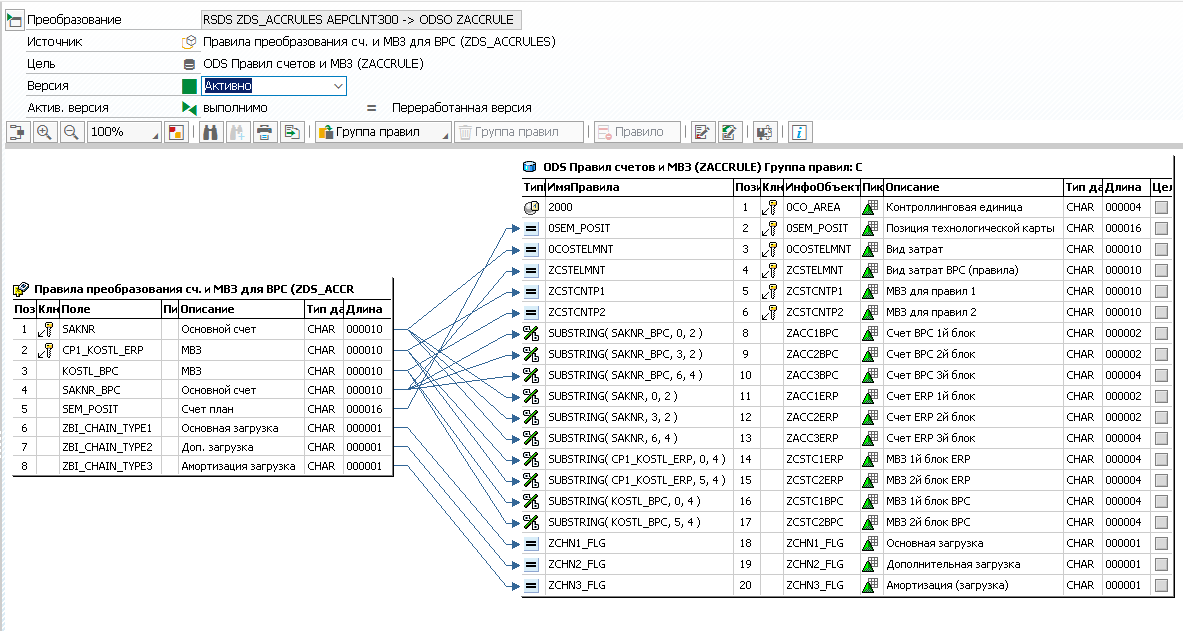 Преобразование RSDS ZDS_ACCRULES AEPCLNT300 -> ODSO ZACCRULE
Источник Правила преобразования сч. и МВЗ для BPC (ZDS_ACCRULES)
Цель ODS Правил счетов и МВЗ (ZACCRULE)
Версия Активно
Актив. версия выполнимо = Переработанная версия
100% Группа правил Группа правил Правило
ODS Правил счетов и МВЗ (ZACCRULE) Группа правил: С
Тип ИмяПравила Пози Клю ИнфоОбъект Пик Описание Тип да Длина Цел
2000 1 0CO_AREA Контроллинговая единица CHAR 000004
0SEM_POSIT 2 0SEM_POSIT Позиция технологической карты CHAR 000016
0COSTELMNT 3 0COSTELMNT Вид затрат CHAR 000010
ZCSTELMNT 4 ZCSTELMNT Вид затрат BPC (правила) CHAR 000010
ZCSTCNTP1 5 ZCSTCNTP1 МВЗ для правил 1 CHAR 000010
ZCSTCNTP2 6 ZCSTCNTP2 МВЗ для правил 2 CHAR 000010
SUBSTRING( SAKNR_BPC, 0, 2 ) 8 ZACC1BPC Счет BPC 1й блок CHAR 000002
SUBSTRING( SAKNR_BPC, 3, 2 ) 9 ZACC2BPC Счет BPC 2й блок CHAR 000002
SUBSTRING( SAKNR_BPC, 6, 4 ) 10 ZACC3BPC Счет BPC 3й блок CHAR 000004
SUBSTRING( SAKNR, 0, 2 ) 11 ZACC1ERP Счет ERP 1й блок CHAR 000002
SUBSTRING( SAKNR, 3, 2 ) 12 ZACC2ERP Счет ERP 2й блок CHAR 000002
SUBSTRING( SAKNR, 6, 4 ) 13 ZACC3ERP Счет ERP 3й блок CHAR 000004
SUBSTRING( CP1_KOSTL_ERP, 0, 4 ) 14 ZCSTC1ERP МВЗ 1й блок ERP CHAR 000004
SUBSTRING( CP1_KOSTL_ERP, 5, 4 ) 15 ZCSTC2ERP МВЗ 2й блок ERP CHAR 000004
SUBSTRING( KOSTL_BPC, 0, 4 ) 16 ZCSTC1BPC МВЗ 1й блок BPC CHAR 000004
SUBSTRING( KOSTL_BPC, 5, 4 ) 17 ZCSTC2BPC МВЗ 2й блок BPC CHAR 000004
ZCHN1_FLG 18 ZCHN1_FLG Основная загрузка CHAR 000001
ZCHN2_FLG 19 ZCHN2_FLG Дополнительная загрузка CHAR 000001
ZCHN3_FLG 20 ZCHN3_FLG Амортизация (загрузка) CHAR 000001
Правила преобразования сч. и МВЗ для BPC (ZDS_ACCR
Поз Клю Поле Пи Описание Тип да Длина
1 SAKNR Основной счет CHAR 000010
2 CP1_KOSTL_ERP МВЗ CHAR 000010
3 KOSTL_BPC МВЗ CHAR 000010
4 SAKNR_BPC Основной счет CHAR 000010
5 SEM_POSIT Счет план CHAR 000016
6 ZBI_CHAIN_TYPE1 Основная загрузка CHAR 000001
7 ZBI_CHAIN_TYPE2 Доп. загрузка CHAR 000001
8 ZBI_CHAIN_TYPE3 Амортизация загрузка CHAR 000001